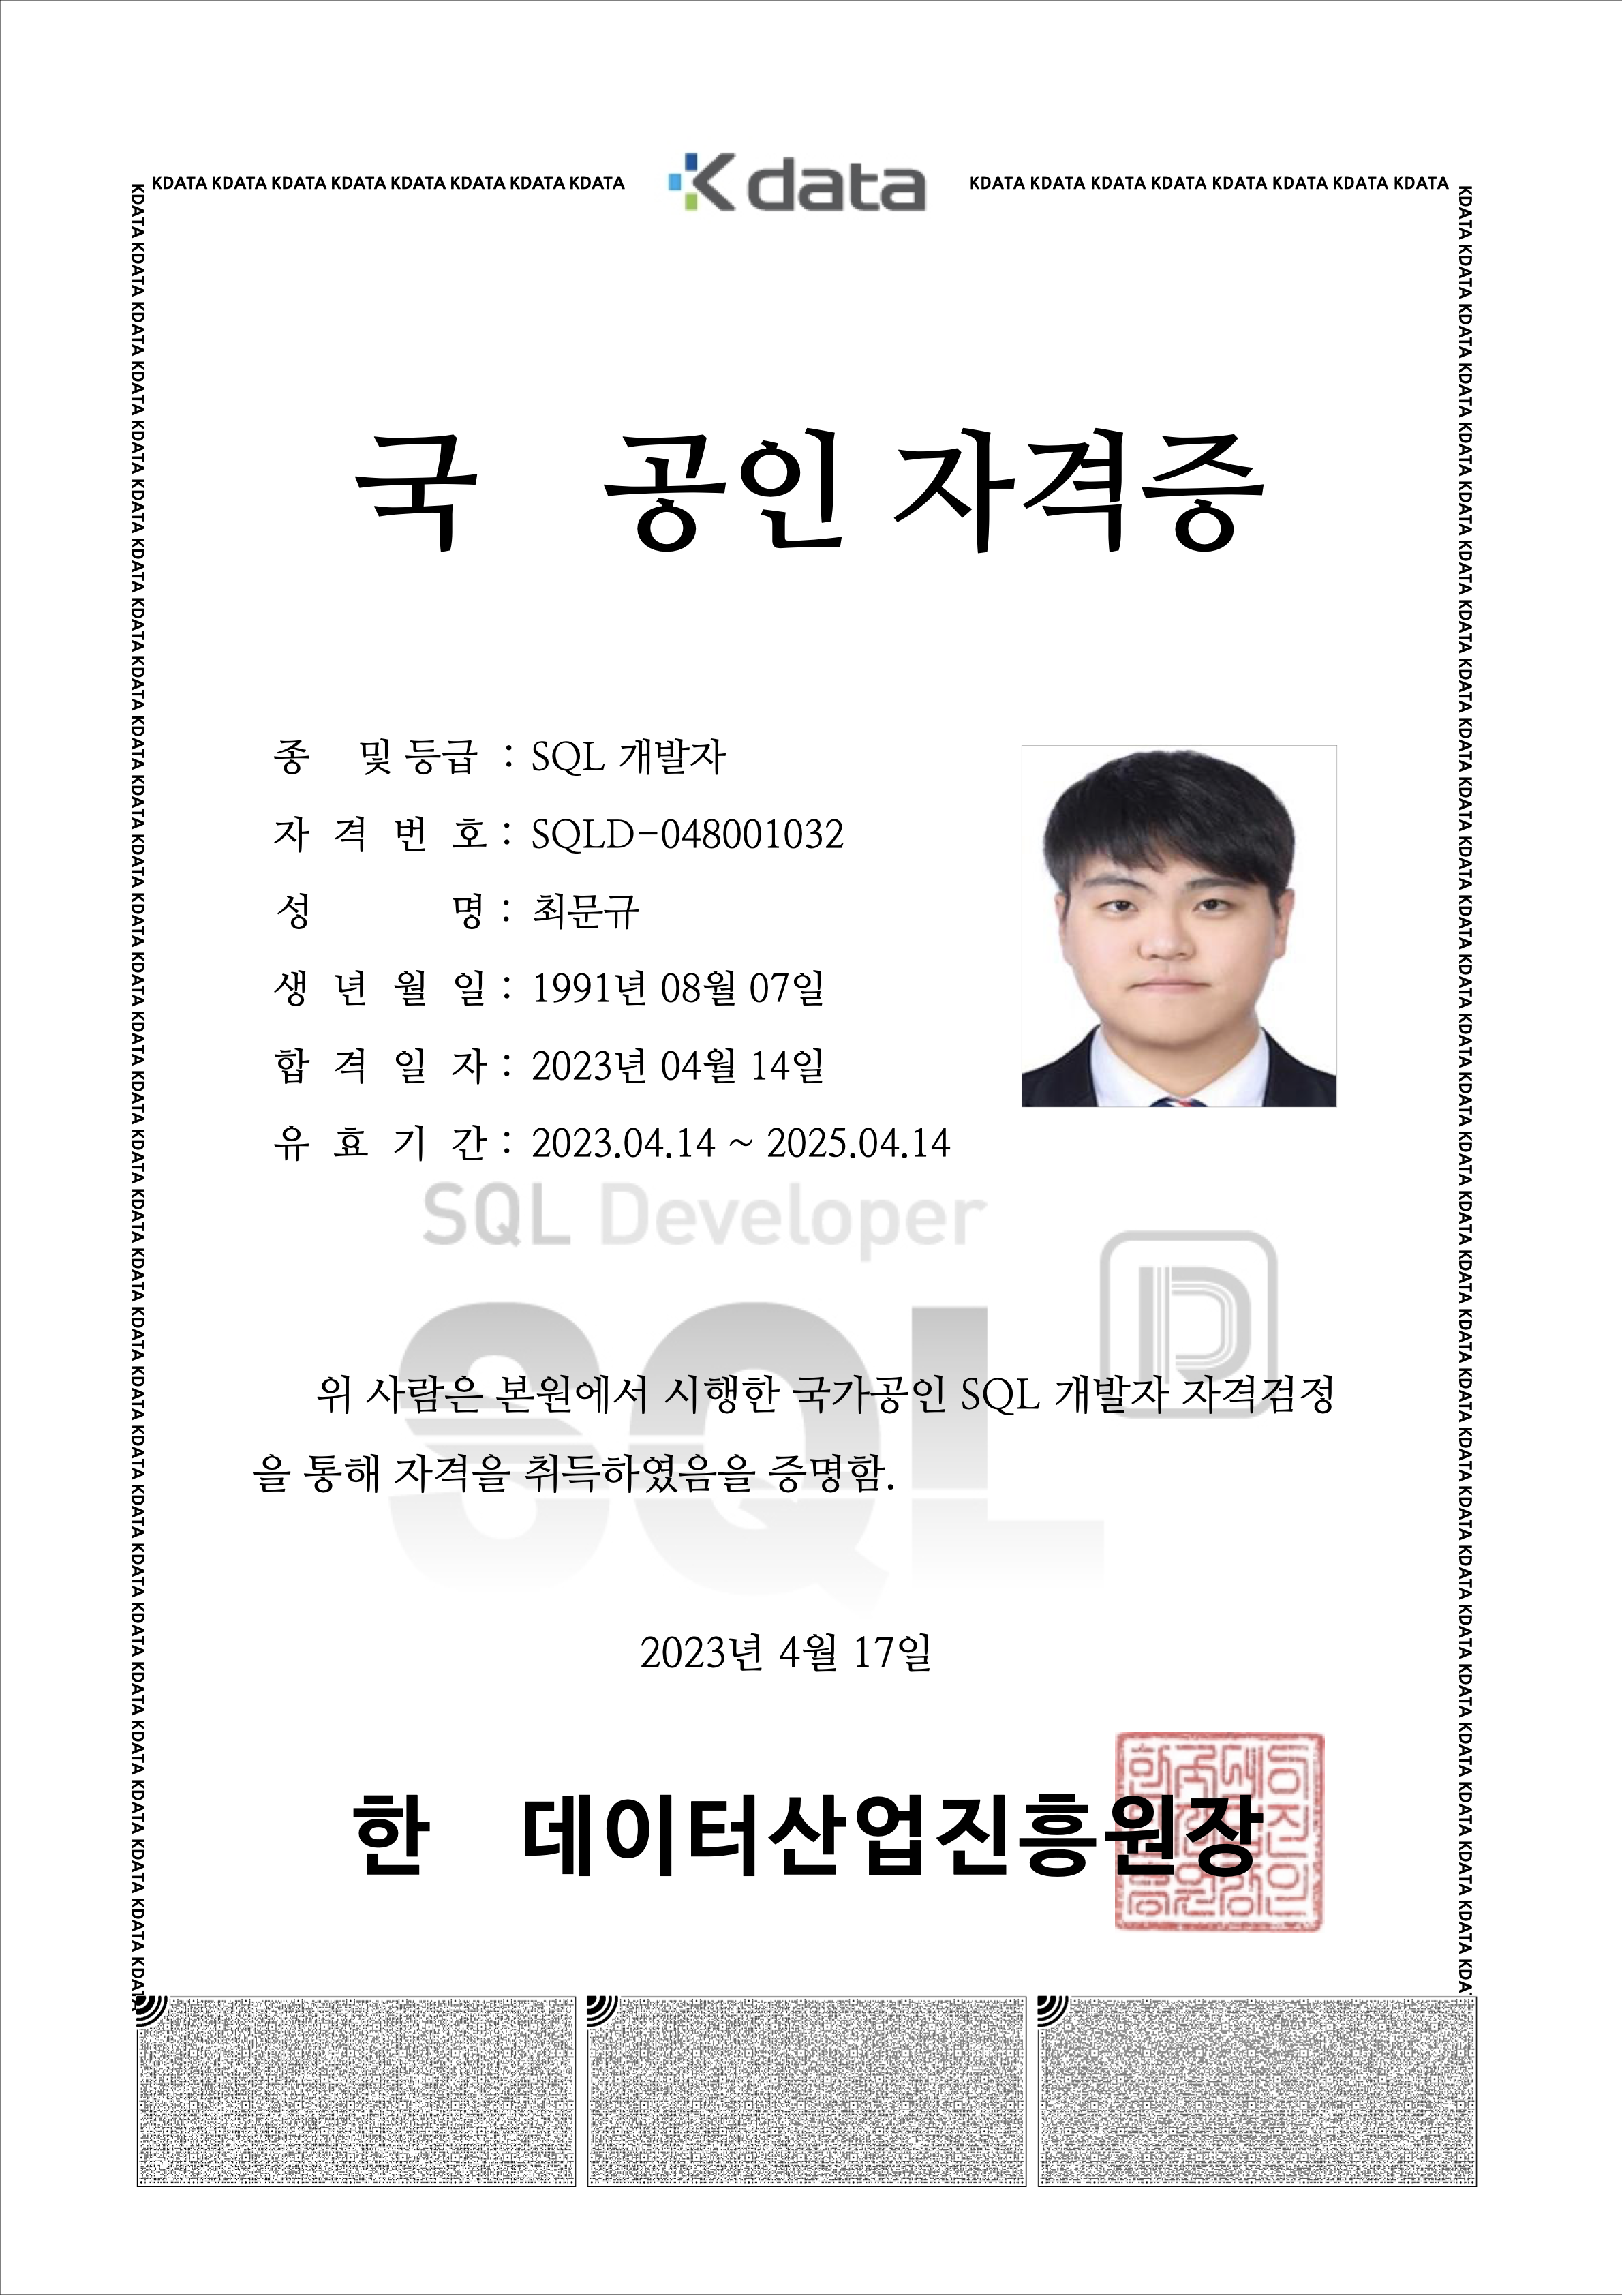 KDATA KDATA KDATA KDATA KDATA KDATA KDATA KDATA
K data
KDATA KDATA KDATA KDATA KDATA KDATA KDATA KDATA
국 공인 자격증
종 및 등급 : SQL 개발자
자 격 번 호 : SQLD-048001032
성 명 : 최문규
생 년 월 일 : 1991년 08월 07일
합 격 일 자 : 2023년 04월 14일
유 효 기 간 : 2023.04.14 ~ 2025.04.14
SQL Developer
SQL
D
위 사람은 본원에서 시행한 국가공인 SQL 개발자 자격검정
을 통해 자격을 취득하였음을 증명함.
2023년 4월 17일
한 데이터산업진흥원장